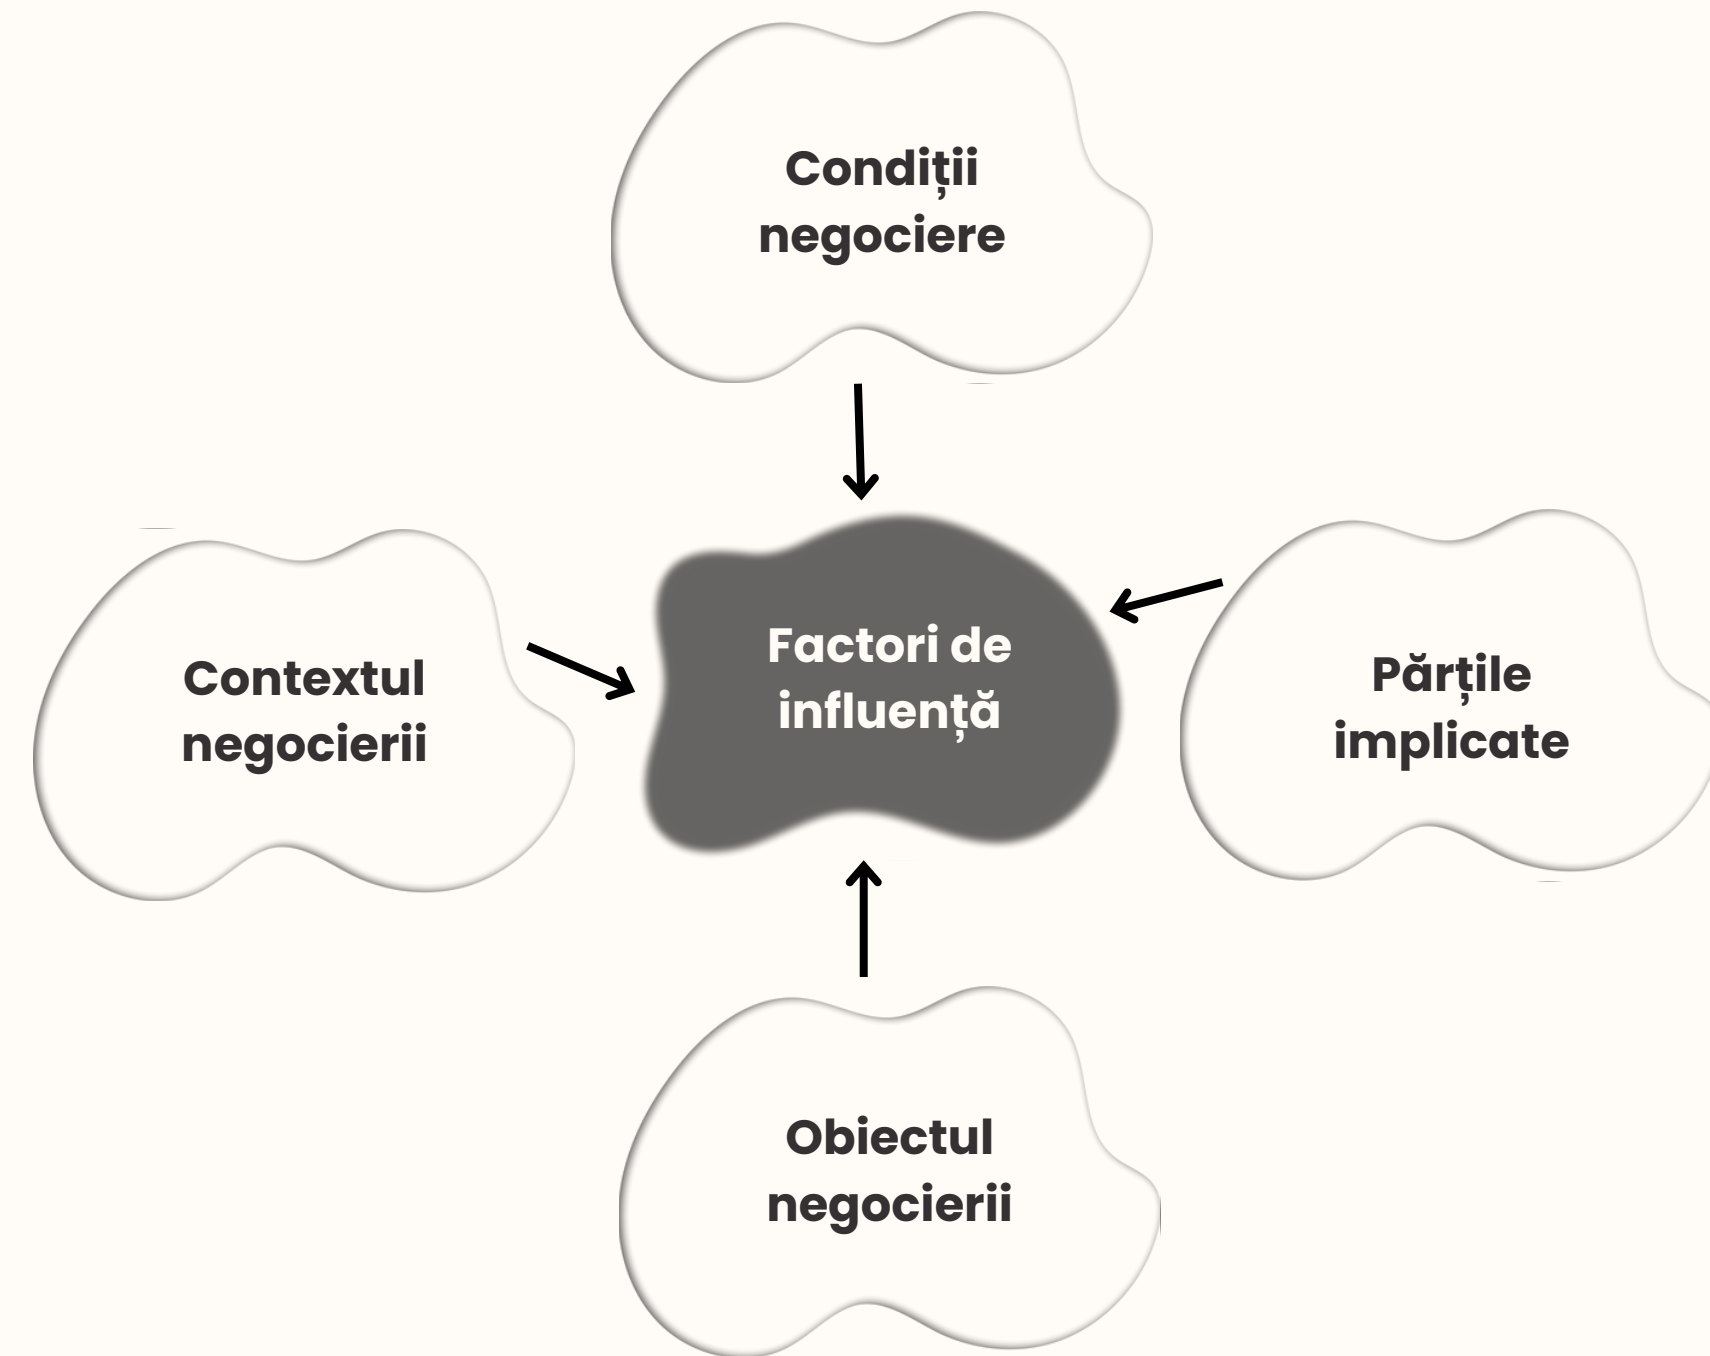 Condiții
negociere
Contextul
negocierii
Factori de
influență
Părțile
implicate
Obiectul
negocierii